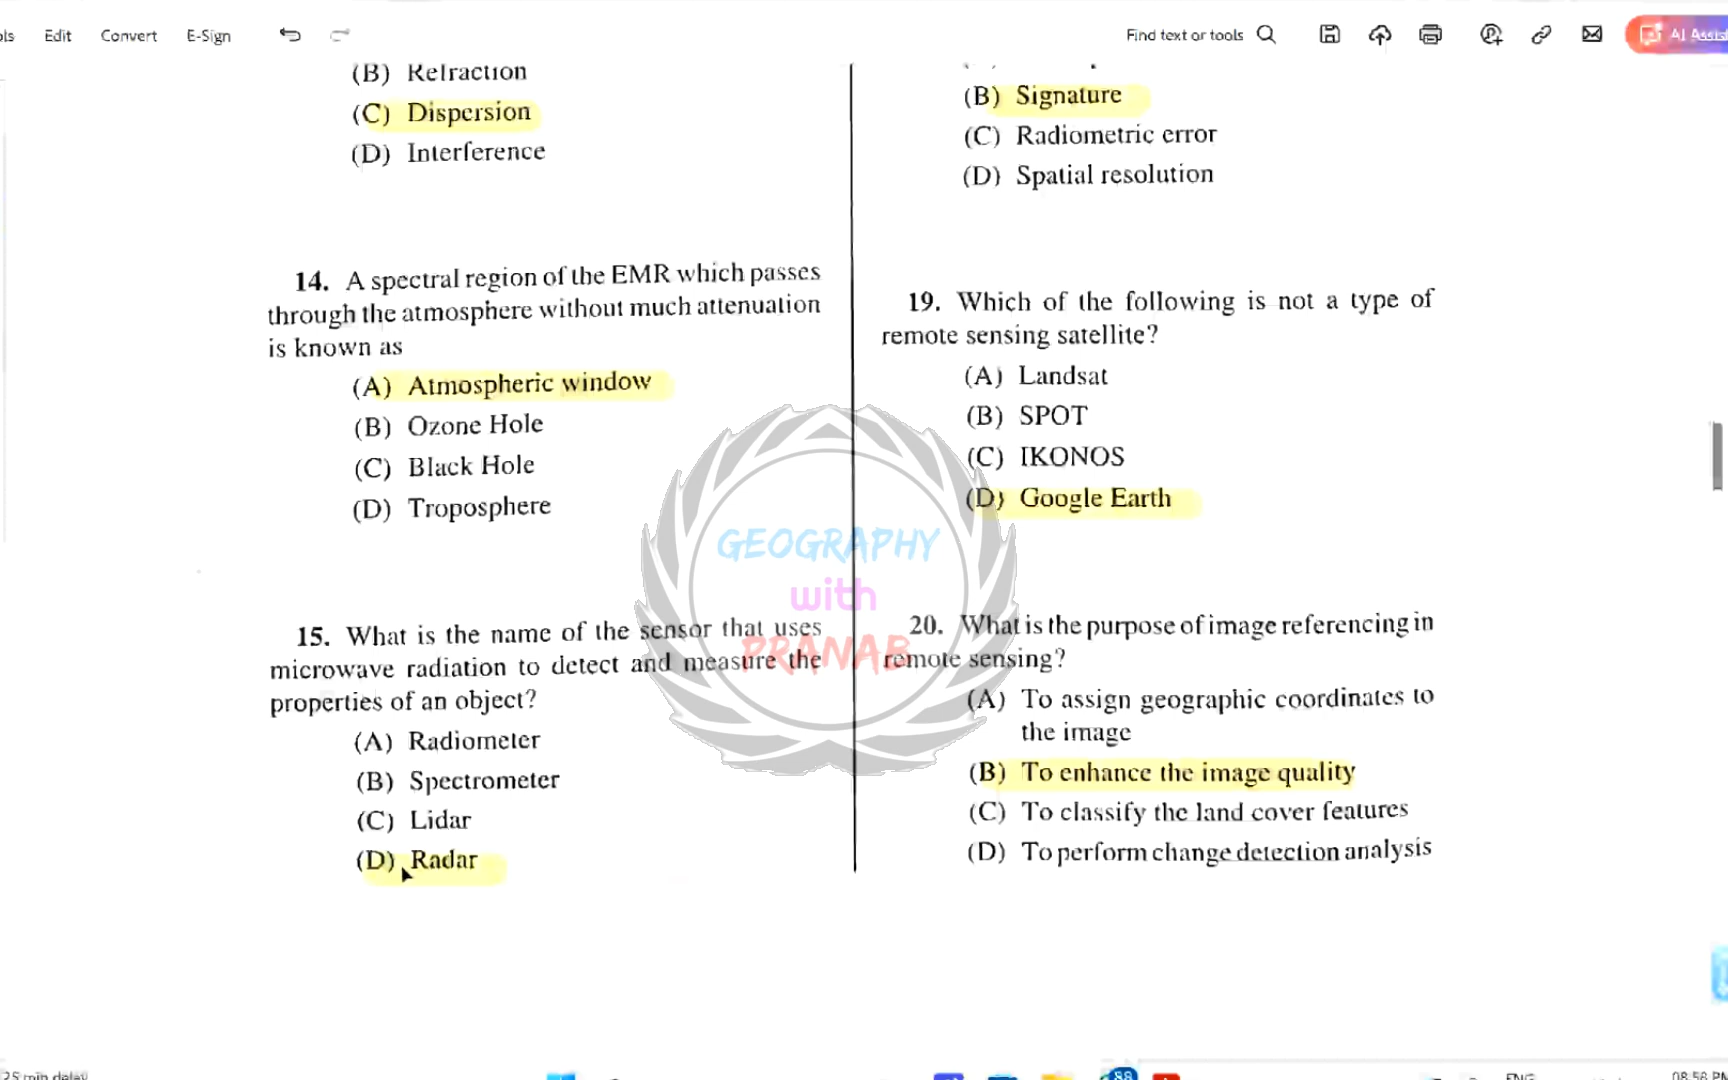 Edit Convert E-Sign Find text or tools
(B) Refraction
(C) Dispersion
(D) Interference
14. A spectral region of the EMR which passes
through the atmosphere without much attenuation
is known as
(A) Atmospheric window
(B) Ozone Hole
(C) Black Hole
(D) Troposphere
15. What is the name of the sensor that uses
microwave radiation to detect and measure the
properties of an object?
(A) Radiometer
(B) Spectrometer
(C) Lidar
(D) Radar
(B) Signature
(C) Radiometric error
(D) Spatial resolution
19. Which of the following is not a type of
remote sensing satellite?
(A) Landsat
(B) SPOT
(C) IKONOS
(D) Google Earth
20. What is the purpose of image referencing in
remote sensing?
(A) To assign geographic coordinates to
the image
(B) To enhance the image quality
(C) To classify the land cover features
(D) To perform change detection analysis
GEOGRAPHY
with
PRANAB